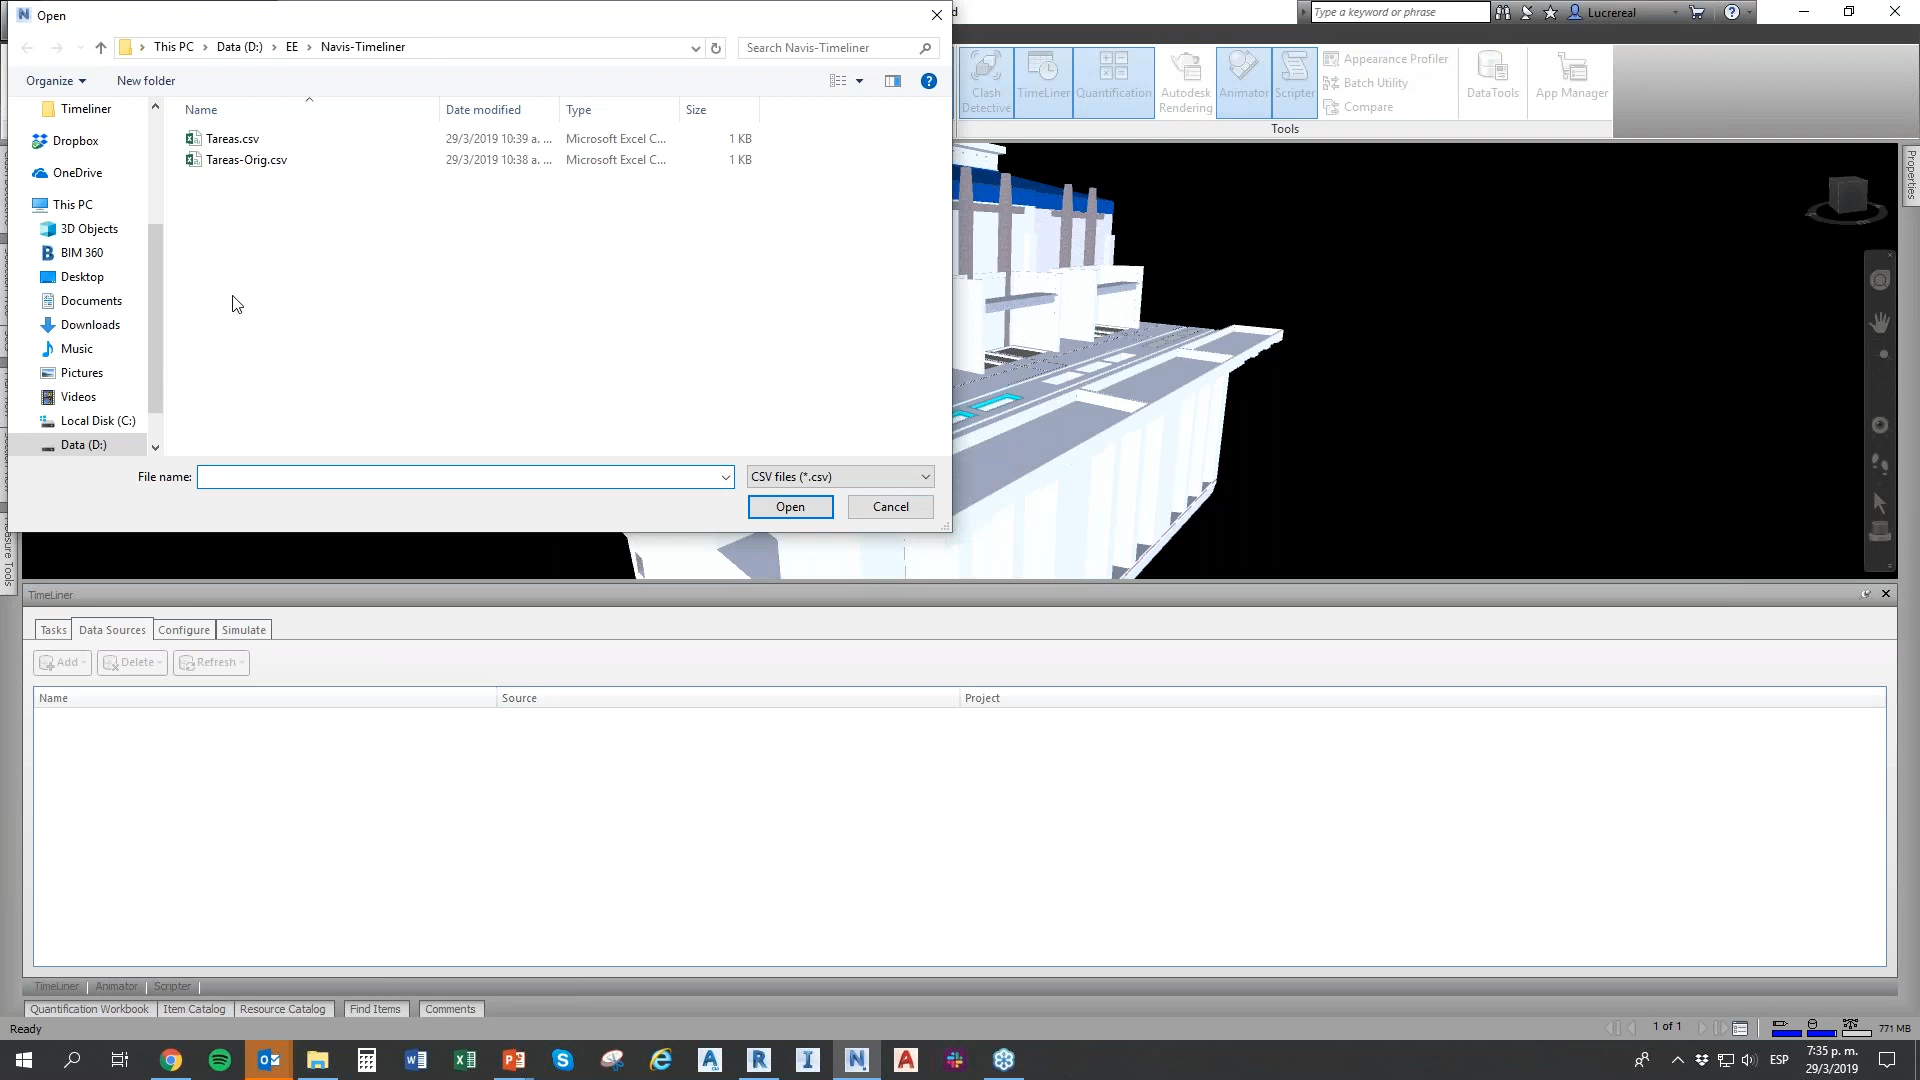 Open
d
Type a keyword or phrase
Lucrereal
This PC
Data (D:)
EE
Navis-Timeliner
Search Navis-Timeliner
Organize
New folder
Clash
Detective
TimeLiner
Quantification
Autodesk
Rendering
Animator
Scripter
Appearance Profiler
Batch Utility
Compare
DataTools
App Manager
Tools
Name
Date modified
Type
Size
Tareas.csv
29/3/2019 10:39 a. ...
Microsoft Excel C...
1 KB
Tareas-Orig.csv
29/3/2019 10:38 a. ...
Microsoft Excel C...
1 KB
Timeliner
Dropbox
OneDrive
This PC
3D Objects
BIM 360
Desktop
Documents
Downloads
Music
Pictures
Videos
Local Disk (C:)
Data (D:)
File name:
CSV files (*.csv)
Open
Cancel
Properties
Measure Tools
TimeLiner
Tasks
Data Sources
Configure
Simulate
Add
Delete
Refresh
Name
Source
Project
TimeLiner
Animator
Scripter
Quantification Workbook
Item Catalog
Resource Catalog
Find Items
Comments
Ready
1 of 1
771 MB
ESP
7:35 p. m.
29/3/2019